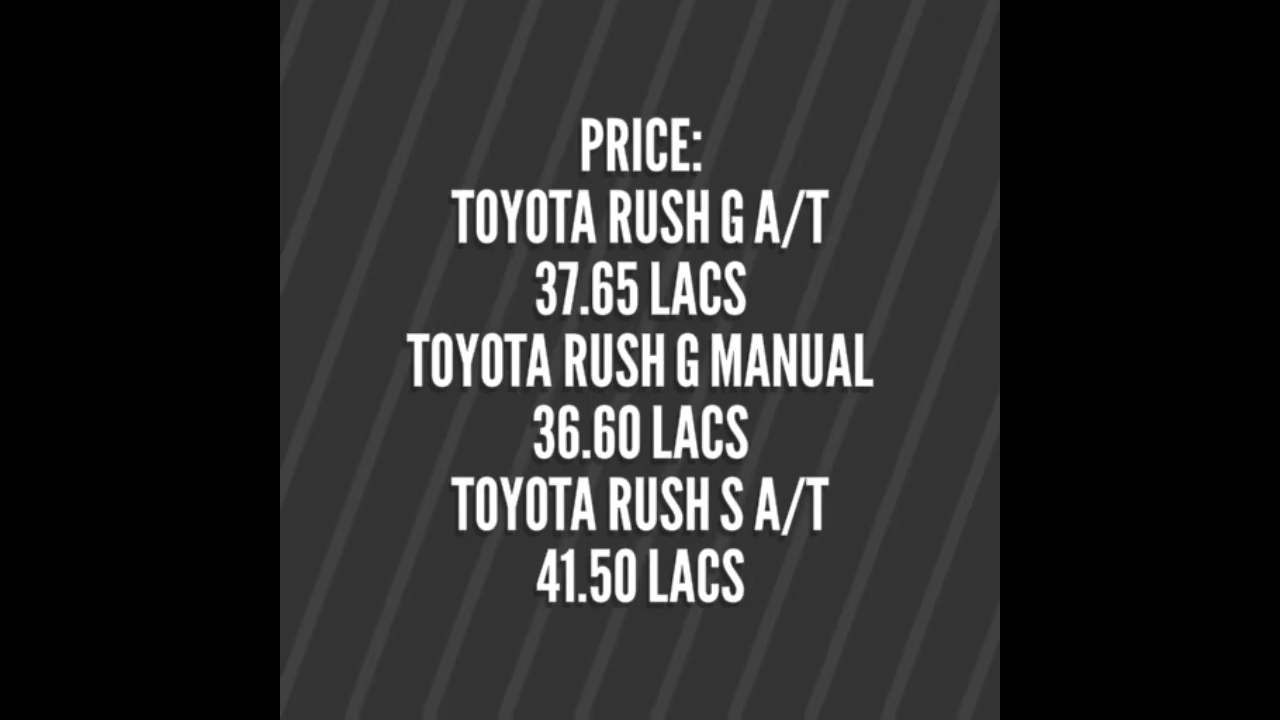 PRICE:
TOYOTA RUSH G A/T
37.65 LACS
TOYOTA RUSH G MANUAL
36.60 LACS
TOYOTA RUSH S A/T
41.50 LACS